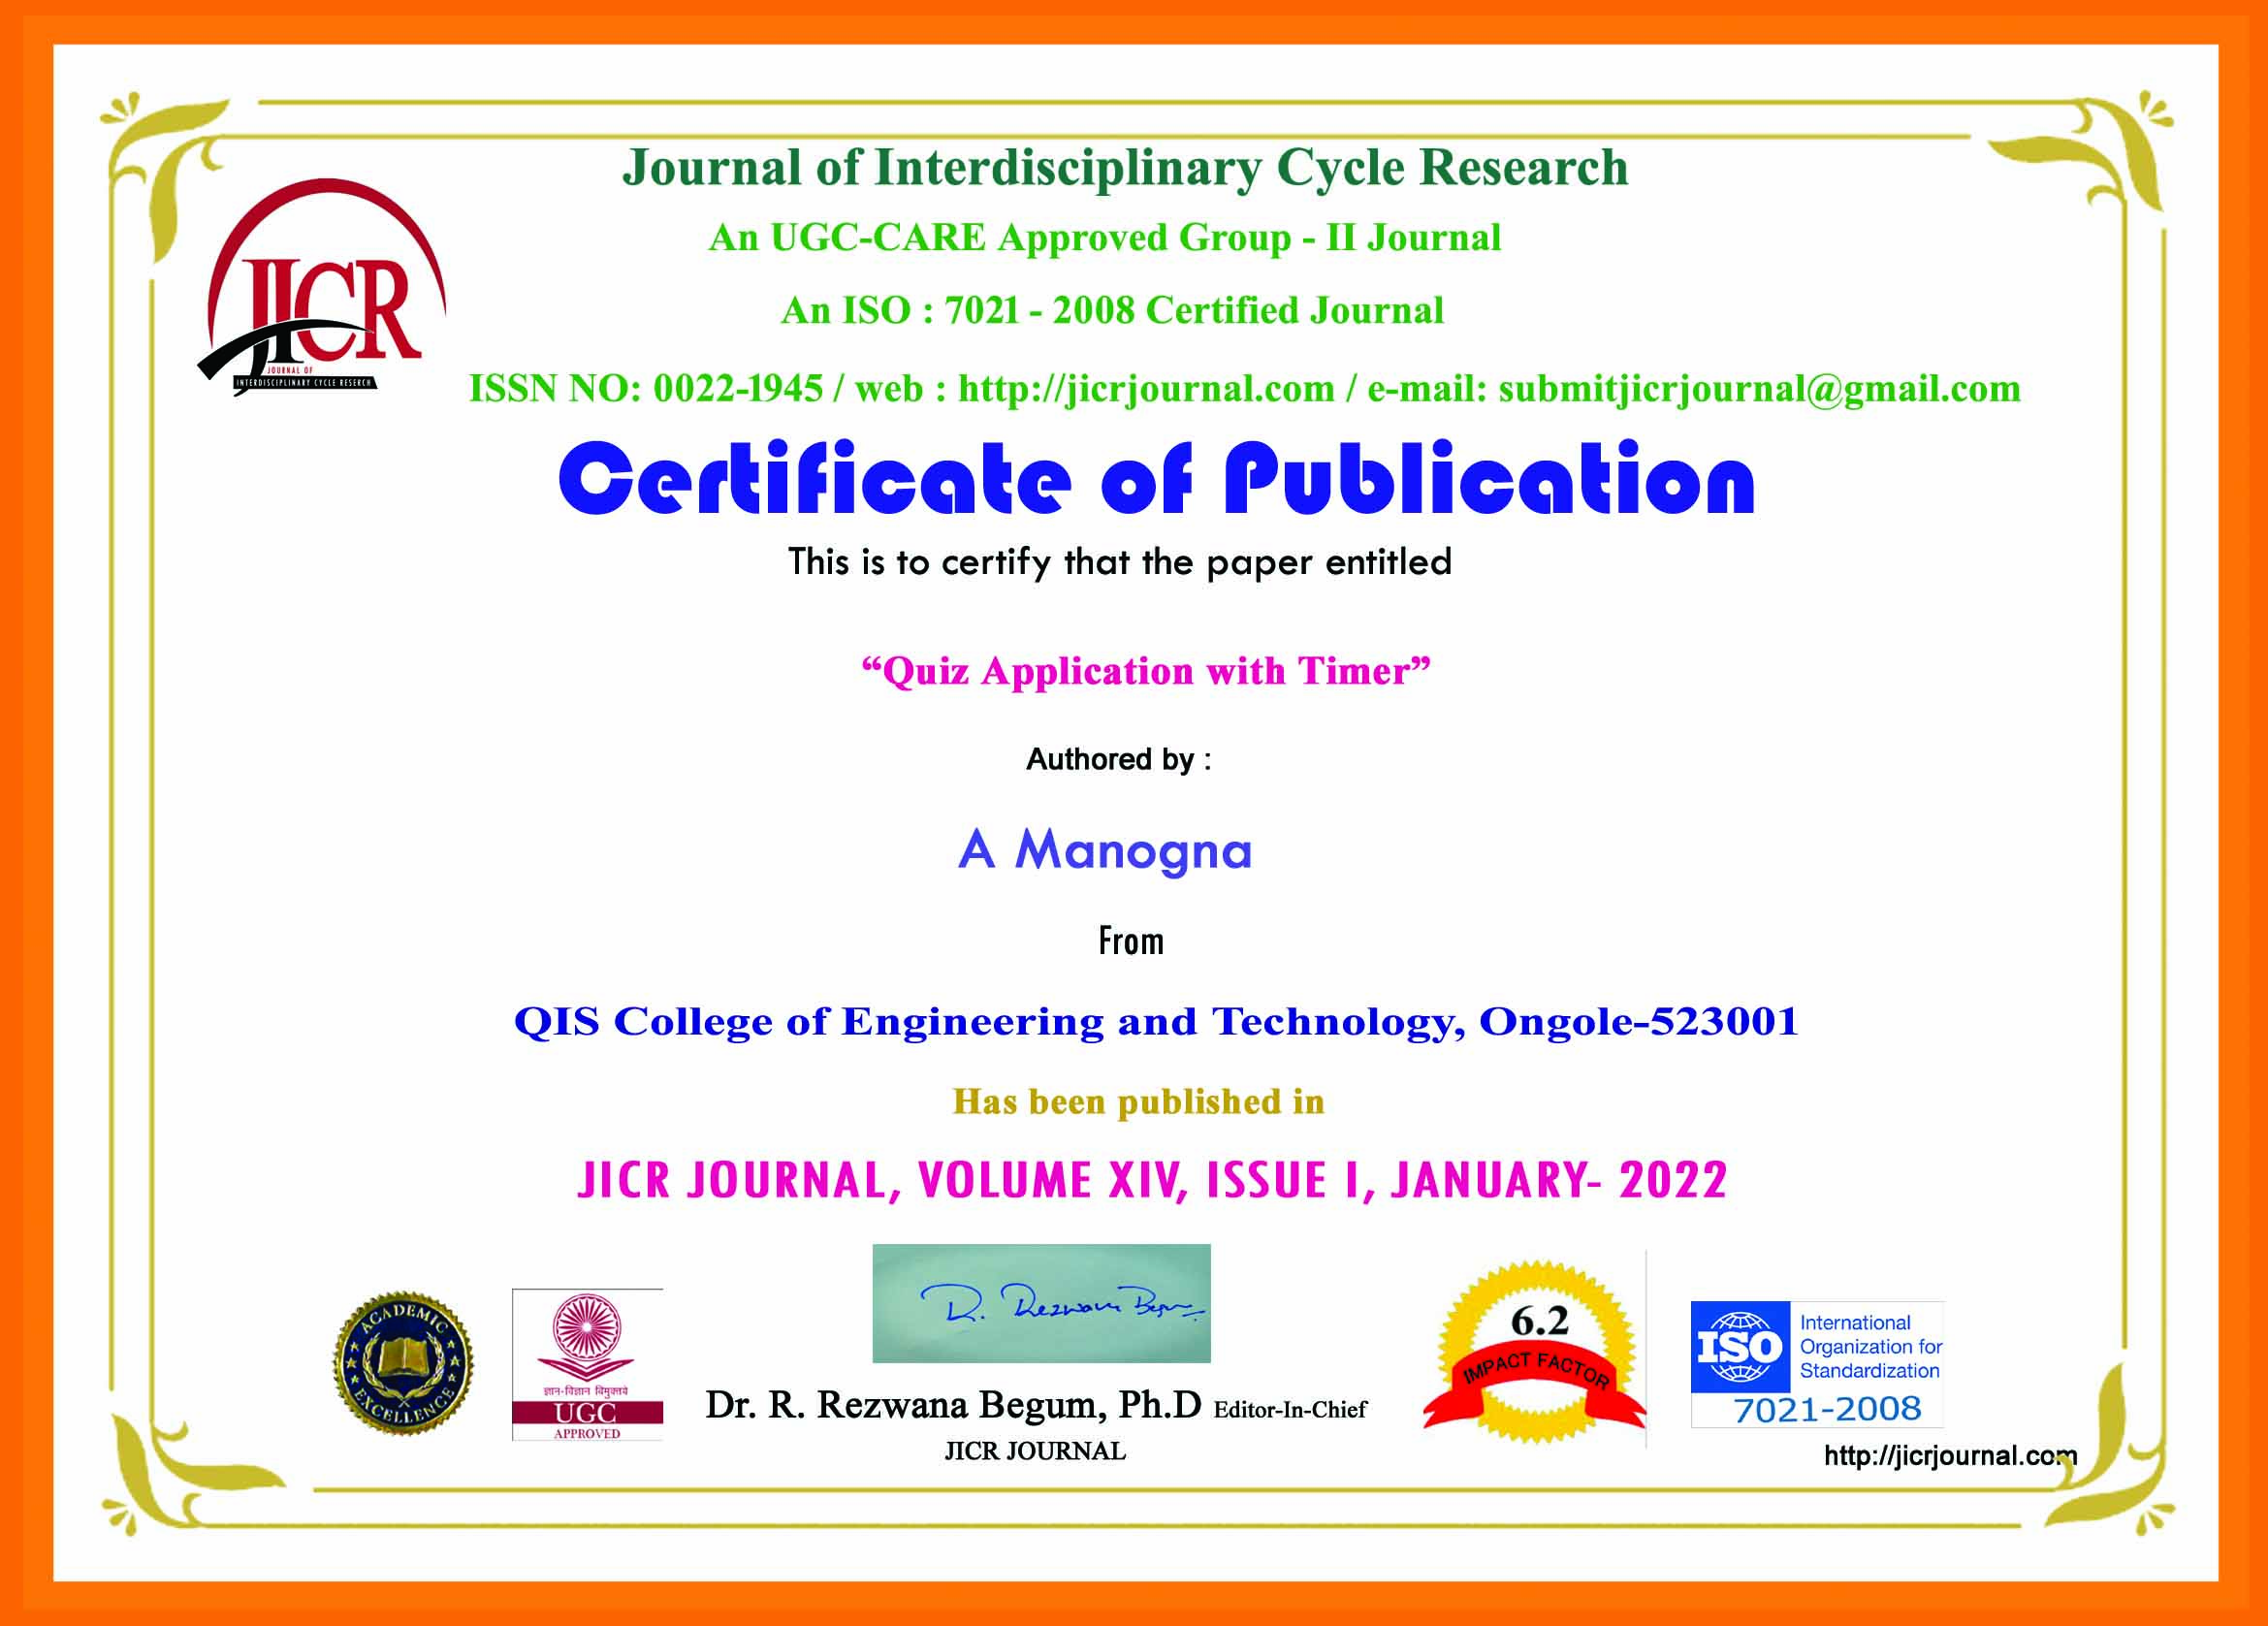 Journal of Interdisciplinary Cycle Research
An UGC-CARE Approved Group - II Journal
An ISO : 7021 - 2008 Certified Journal
JICR
JOURNAL OF
INTERDISCIPLINARY CYCLE RESERCH
ISSN NO: 0022-1945 / web : http://jicrjournal.com / e-mail: submitjicrjournal@gmail.com
Certificate of Publication
This is to certify that the paper entitled
“Quiz Application with Timer”
Authored by :
A Manogna
From
QIS College of Engineering and Technology, Ongole-523001
Has been published in
JICR JOURNAL, VOLUME XIV, ISSUE I, JANUARY- 2022
ACADEMIC
EXCELLENCE
ज्ञान-विज्ञान विमुक्तये
UGC
APPROVED
R. Rezwana Begum
Dr. R. Rezwana Begum, Ph.D Editor-In-Chief
JICR JOURNAL
6.2
IMPACT FACTOR
ISO
International
Organization for
Standardization
7021-2008
http://jicrjournal.com